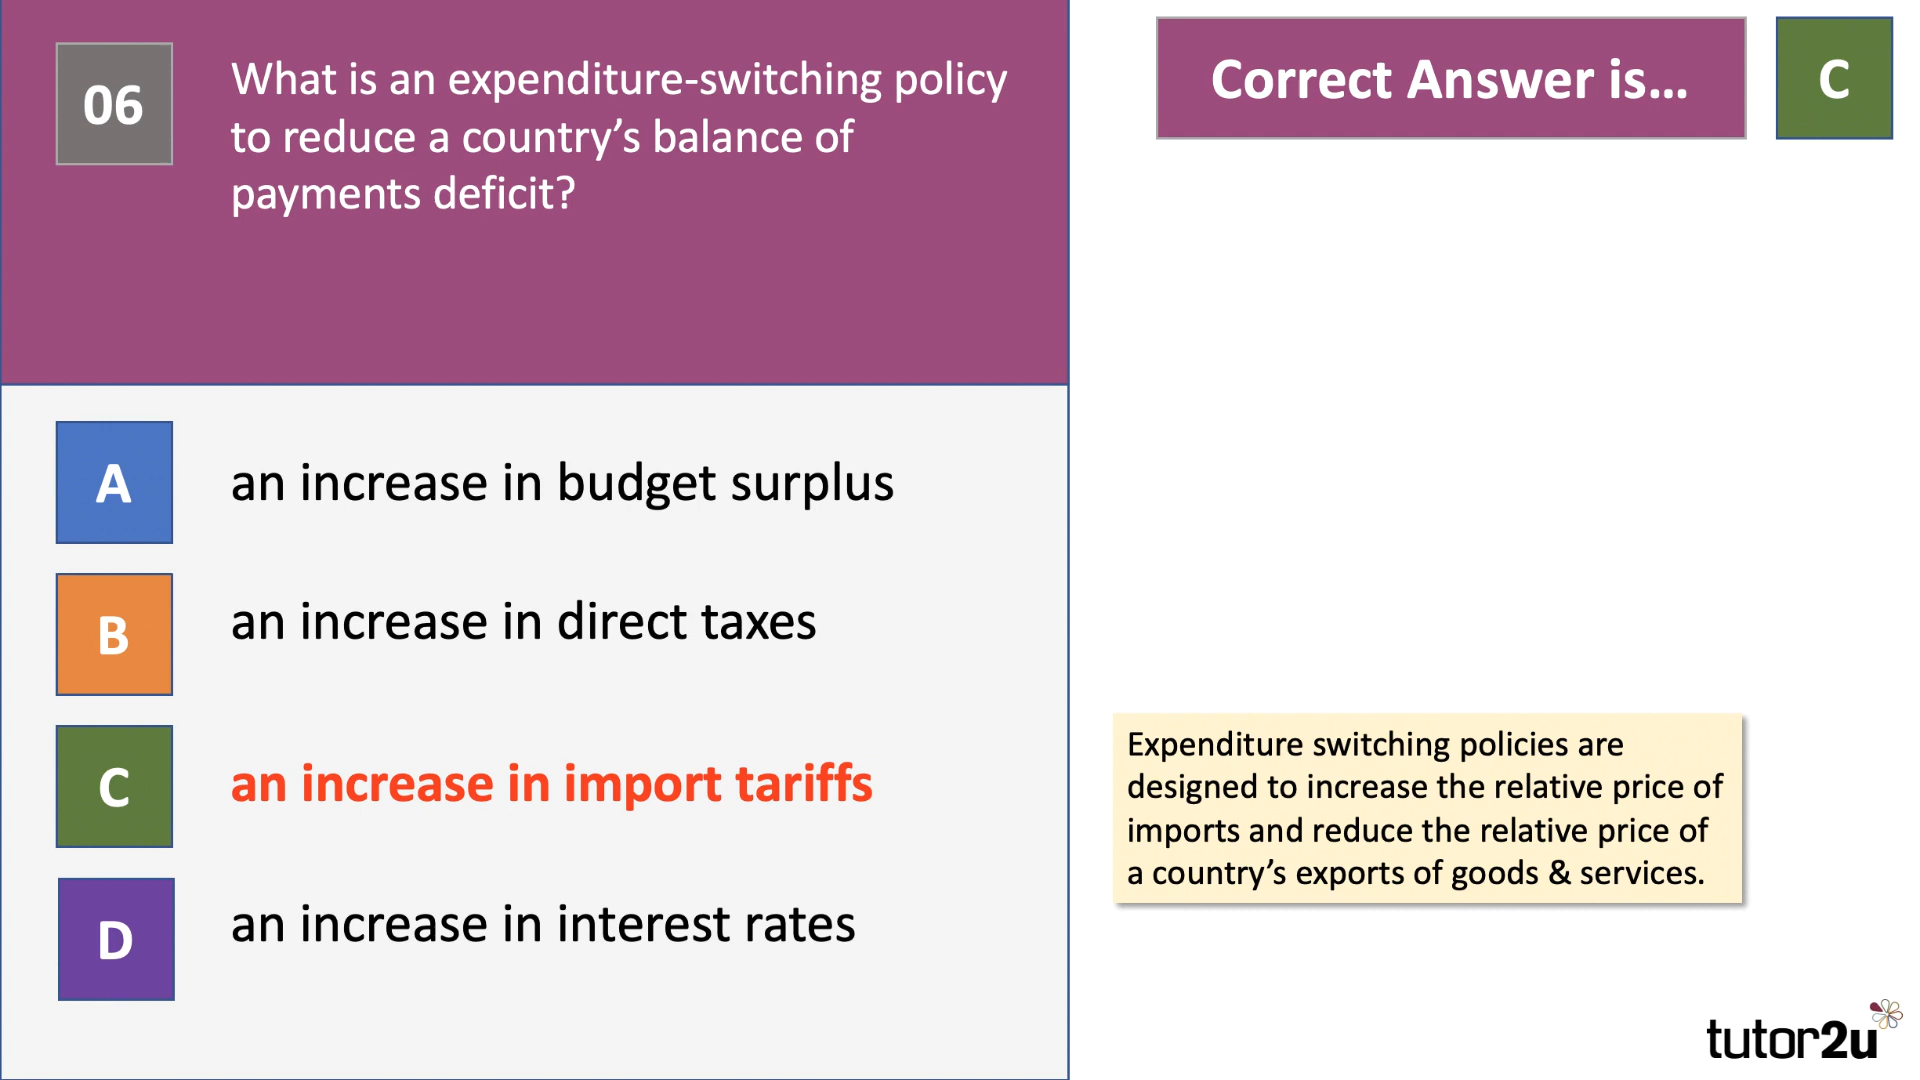 06
What is an expenditure-switching policy
to reduce a country’s balance of
payments deficit?
A
an increase in budget surplus
B
an increase in direct taxes
C
an increase in import tariffs
D
an increase in interest rates
Correct Answer is...
C
Expenditure switching policies are
designed to increase the relative price of
imports and reduce the relative price of
a country’s exports of goods & services.
tutor2u